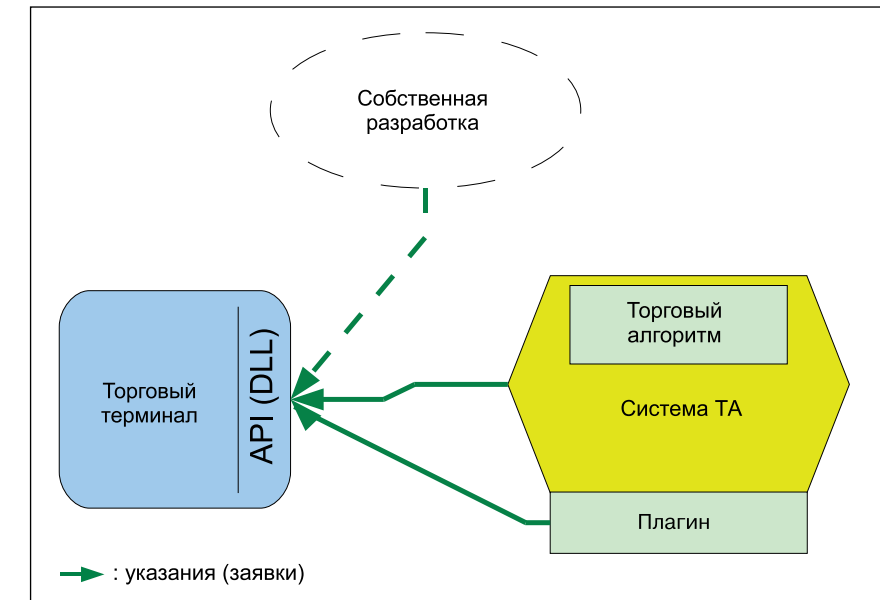 Собственная
разработка
Торговый
алгоритм
Торговый
терминал
API (DLL)
Система ТА
Плагин
: указания (заявки)